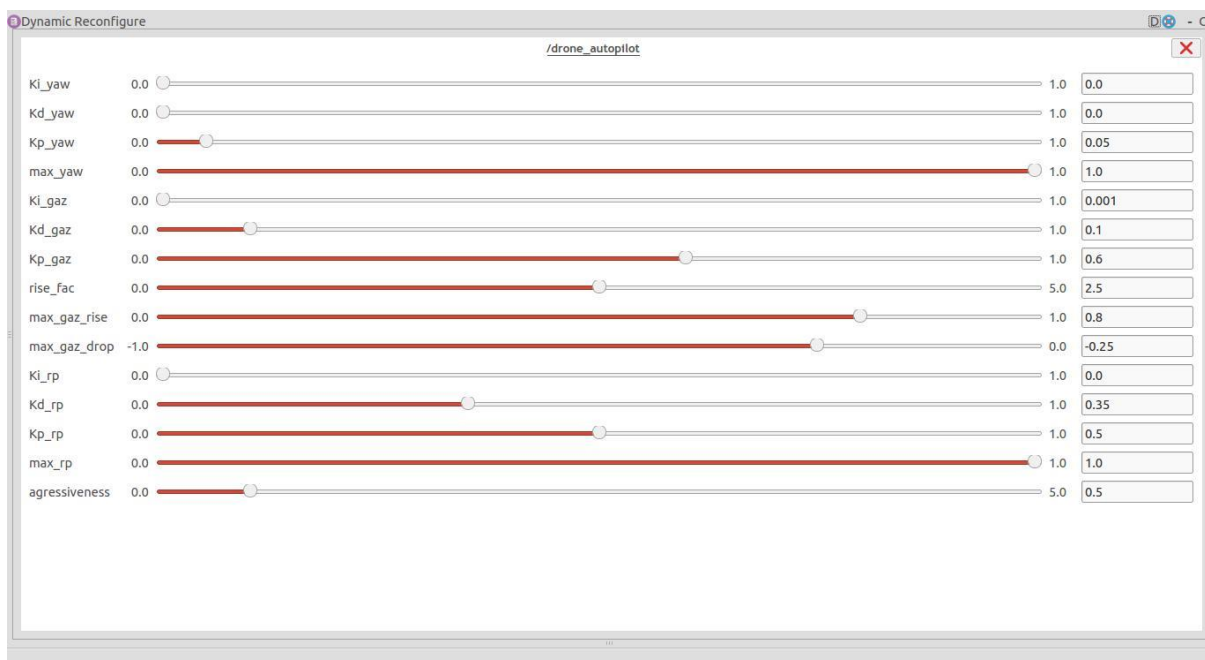 Dynamic Reconfigure D - C
/drone_autopilot
Ki_yaw 0.0 1.0 0.0
Kd_yaw 0.0 1.0 0.0
Kp_yaw 0.0 1.0 0.05
max_yaw 0.0 1.0 1.0
Ki_gaz 0.0 1.0 0.001
Kd_gaz 0.0 1.0 0.1
Kp_gaz 0.0 1.0 0.6
rise_fac 0.0 5.0 2.5
max_gaz_rise 0.0 1.0 0.8
max_gaz_drop -1.0 0.0 -0.25
Ki_rp 0.0 1.0 0.0
Kd_rp 0.0 1.0 0.35
Kp_rp 0.0 1.0 0.5
max_rp 0.0 1.0 1.0
agressiveness 0.0 5.0 0.5